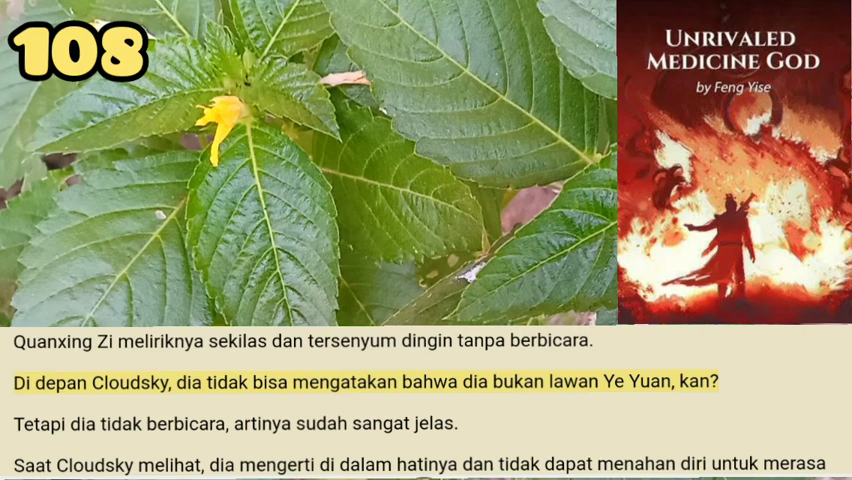 108
UNRIVALED
MEDICINE GOD
by Feng Yise
Quanxing Zi meliriknya sekilas dan tersenyum dingin tanpa berbicara.
Di depan Cloudsky, dia tidak bisa mengatakan bahwa dia bukan lawan Ye Yuan, kan?
Tetapi dia tidak berbicara, artinya sudah sangat jelas.
Saat Cloudsky melihat, dia mengerti di dalam hatinya dan tidak dapat menahan diri untuk merasa